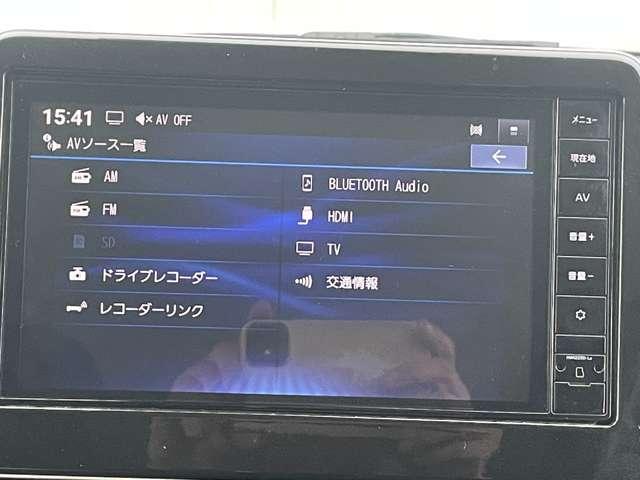 15:41 AV OFF
AVソース一覧
AM
FM
SD
ドライブレコーダー
レコーダーリンク
BLUETOOTH Audio
HDMI
TV
交通情報
メニュー
現在地
AV
音量+
音量-